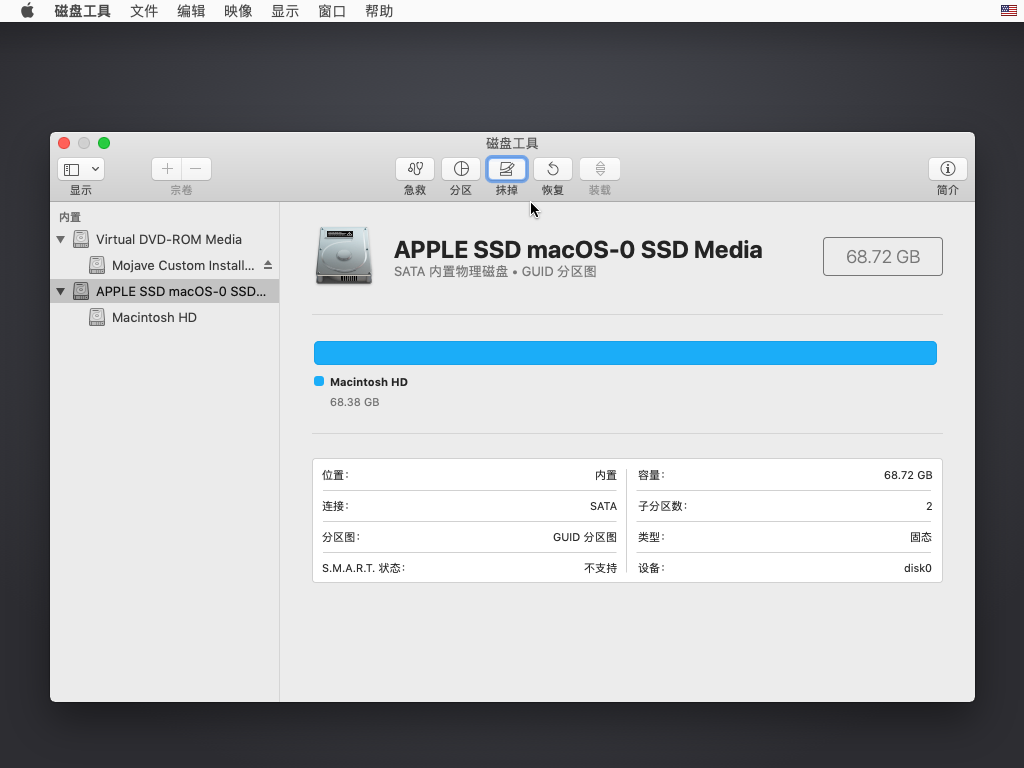 磁盘工具 文件 编辑 映像 显示 窗口 帮助
磁盘工具
显示 宗卷 急救 分区 抹掉 恢复 装载 简介
内置
Virtual DVD-ROM Media
Mojave Custom Install...
APPLE SSD macOS-0 SSD...
Macintosh HD
APPLE SSD macOS-0 SSD Media
SATA 内置物理磁盘 • GUID 分区图
68.72 GB
Macintosh HD
68.38 GB
位置： 内置
容量： 68.72 GB
连接： SATA
子分区数： 2
分区图： GUID 分区图
类型： 固态
S.M.A.R.T. 状态： 不支持
设备： disk0